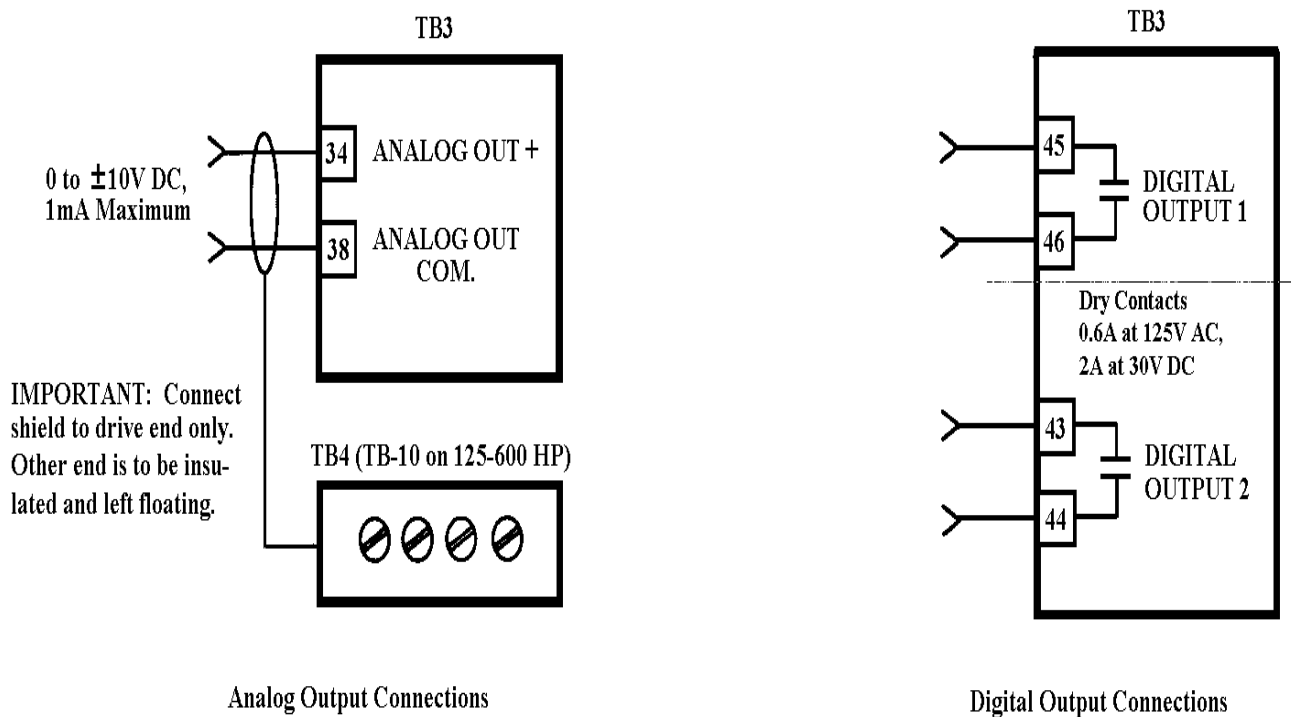 TB3
34 ANALOG OUT +
0 to ±10V DC,
1mA Maximum
38 ANALOG OUT
COM.
IMPORTANT: Connect
shield to drive end only.
Other end is to be insu-
lated and left floating.
TB4 (TB-10 on 125-600 HP)
Analog Output Connections
TB3
45
DIGITAL
OUTPUT 1
46
Dry Contacts
0.6A at 125V AC,
2A at 30V DC
43
DIGITAL
OUTPUT 2
44
Digital Output Connections